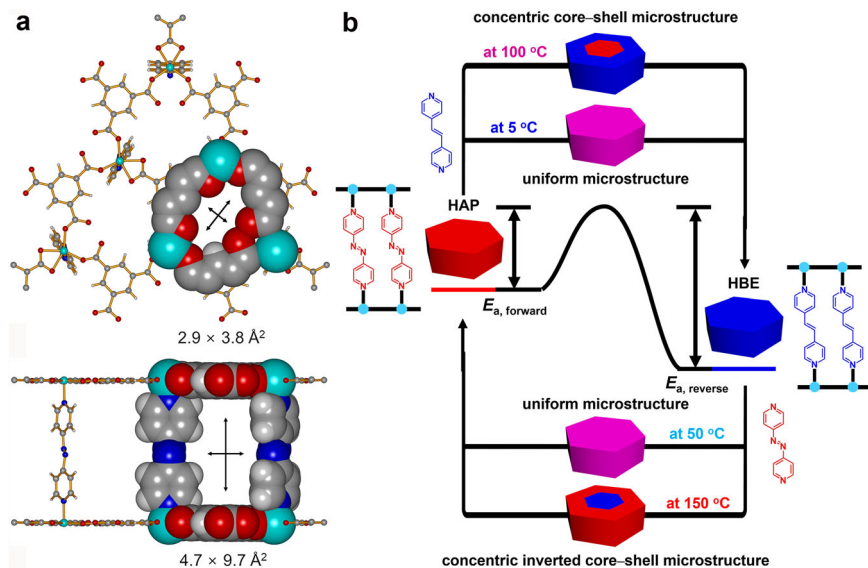 a
2.9 × 3.8 Å²
4.7 × 9.7 Å²
b
concentric core–shell microstructure
at 100 °C
at 5 °C
uniform microstructure
N
N
HAP
N
N
N
N
N
N
N
N
Ea, forward
HBE
Ea, reverse
N
N
N
N
uniform microstructure
at 50 °C
N
N
N
N
at 150 °C
concentric inverted core–shell microstructure